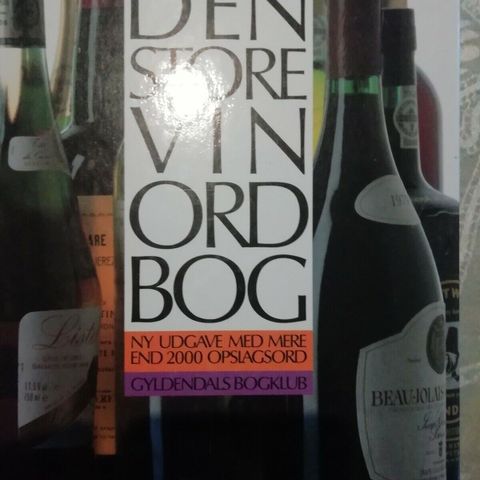 DEN
STORE
VIN
ORD
BOG
NY UDGAVE MED MERE
END 2000 OPSLAGSORD
GYLDENDALS BOGKLUB
BEAUJOLAIS